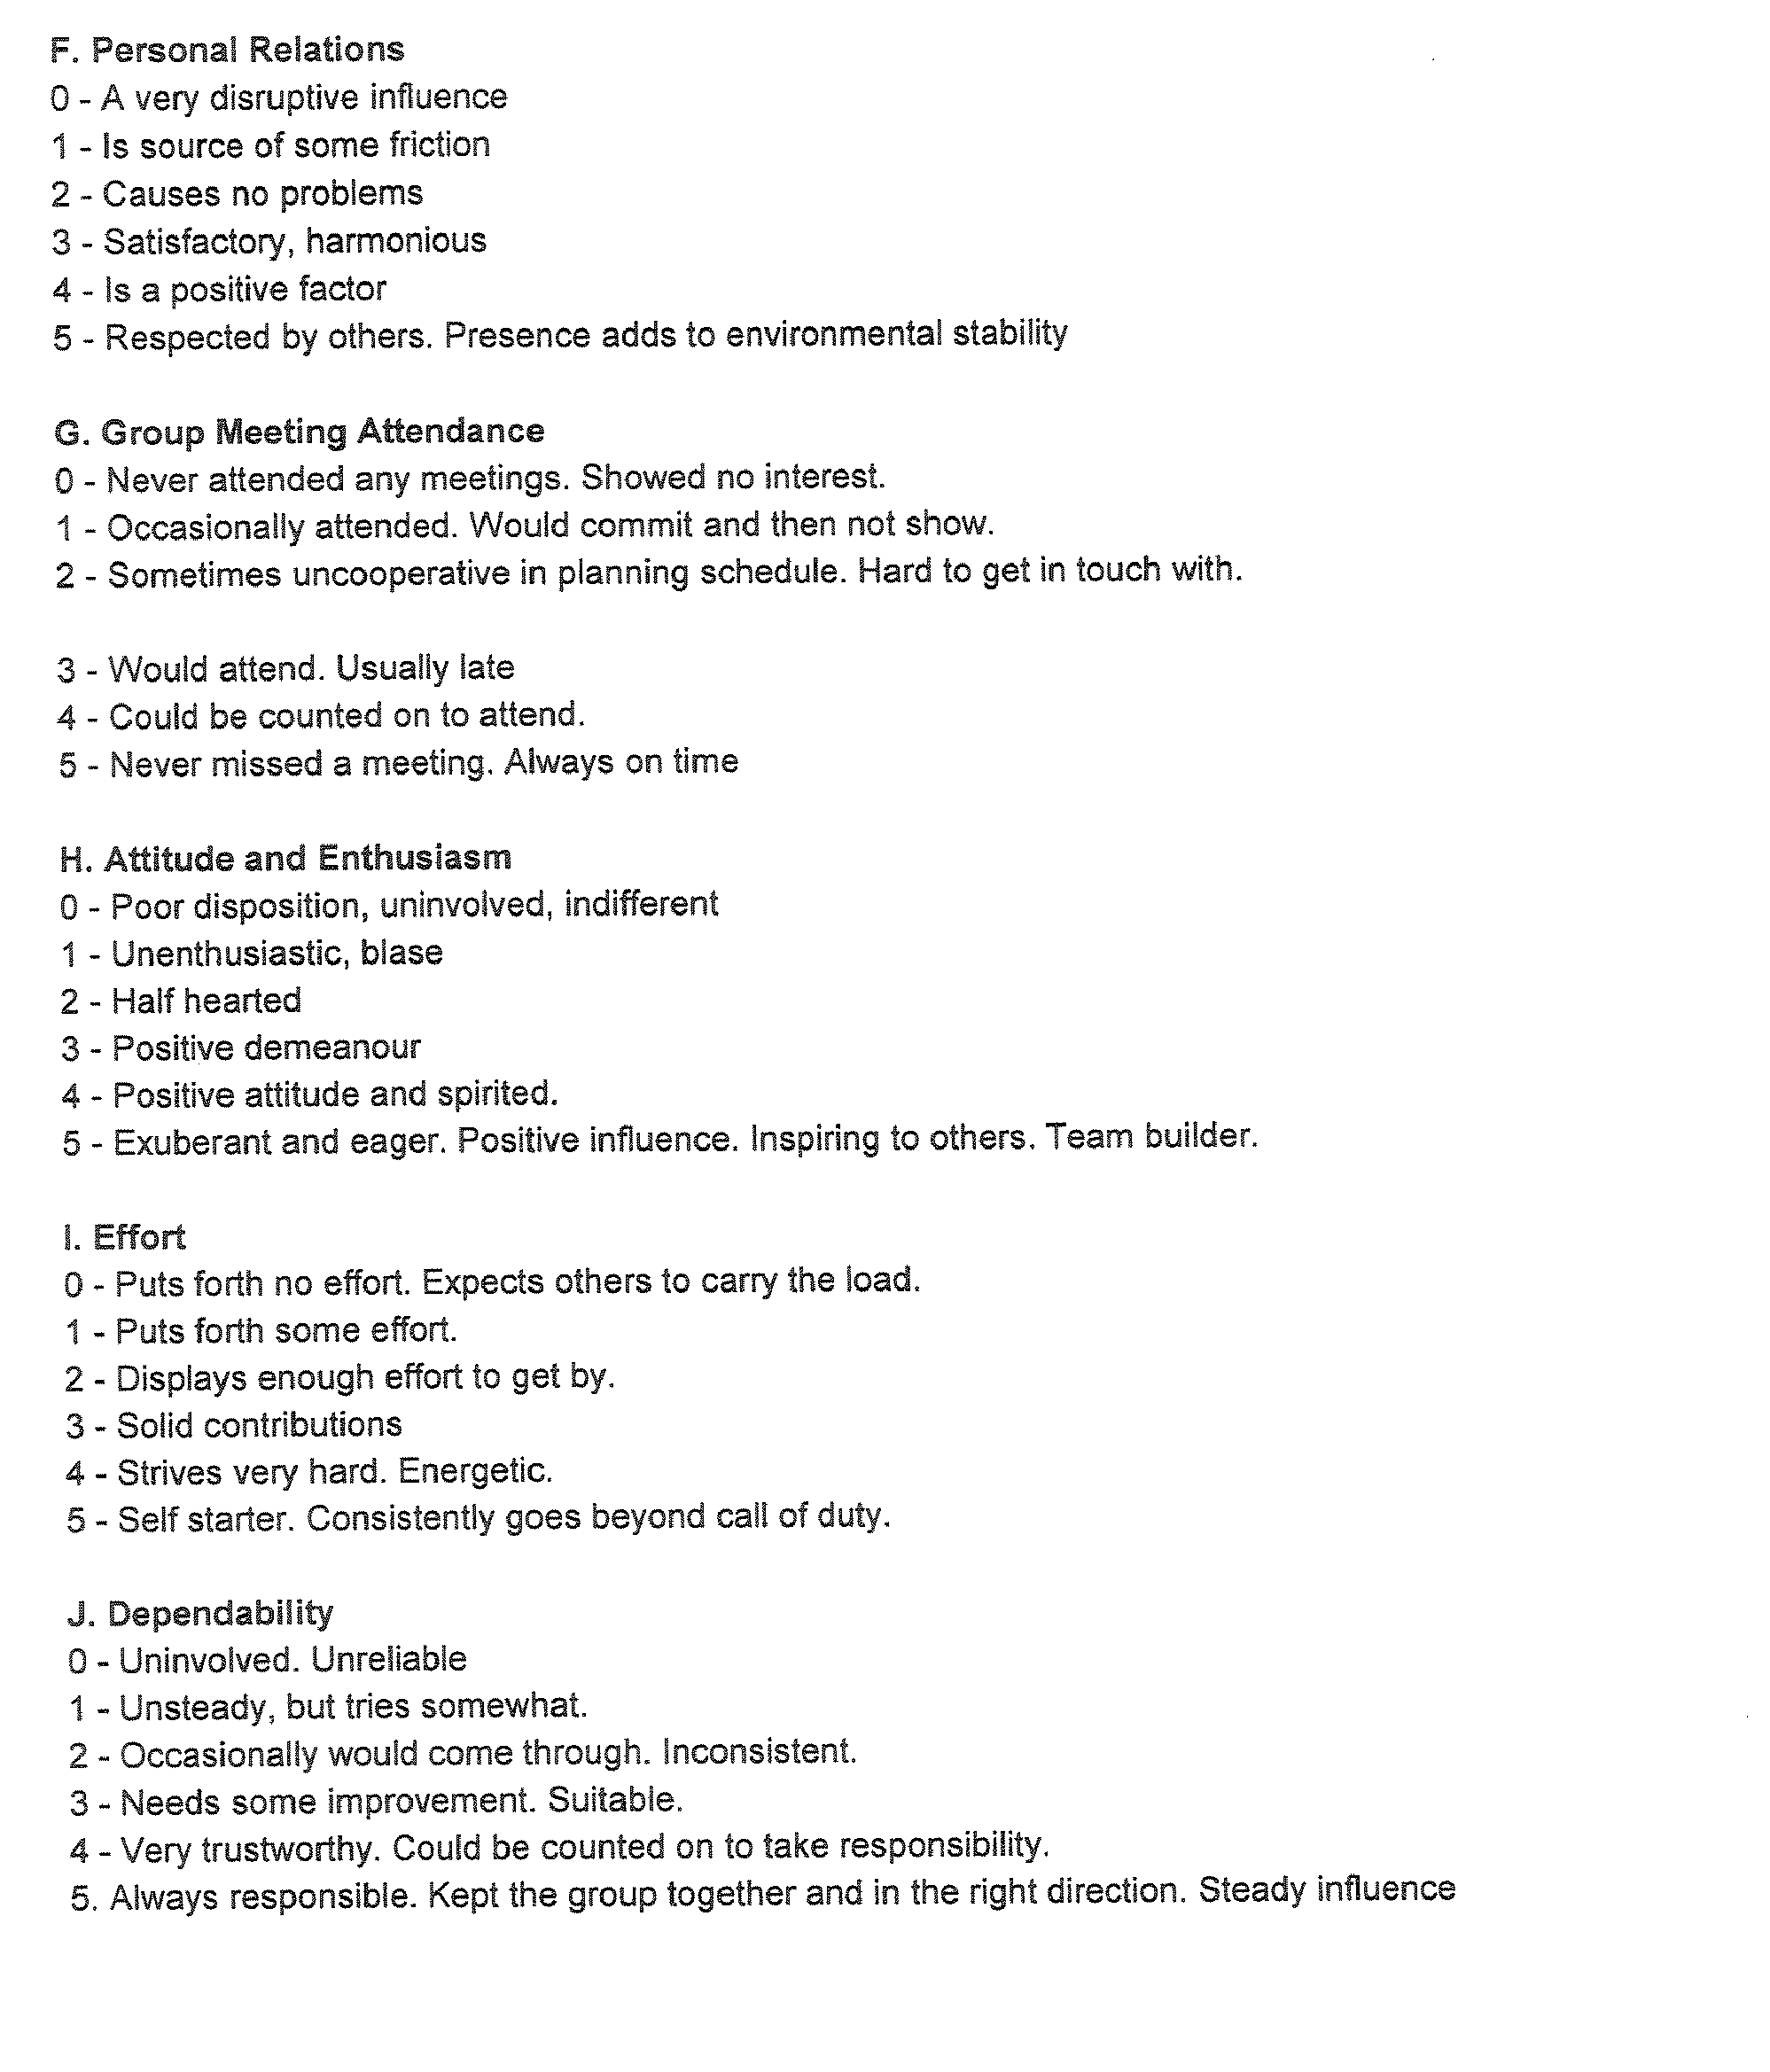 F. Personal Relations
0 - A very disruptive influence
1 - Is source of some friction
2 - Causes no problems
3 - Satisfactory, harmonious
4 - Is a positive factor
5 - Respected by others. Presence adds to environmental stability
G. Group Meeting Attendance
0 - Never attended any meetings. Showed no interest.
1 - Occasionally attended. Would commit and then not show.
2 - Sometimes uncooperative in planning schedule. Hard to get in touch with.
3 - Would attend. Usually late
4 - Could be counted on to attend.
5 - Never missed a meeting. Always on time
H. Attitude and Enthusiasm
0 - Poor disposition, uninvolved, indifferent
1 - Unenthusiastic, blase
2 - Half hearted
3 - Positive demeanour
4 - Positive attitude and spirited.
5 - Exuberant and eager. Positive influence. Inspiring to others. Team builder.
I. Effort
0 - Puts forth no effort. Expects others to carry the load.
1 - Puts forth some effort.
2 - Displays enough effort to get by.
3 - Solid contributions
4 - Strives very hard. Energetic.
5 - Self starter. Consistently goes beyond call of duty.
J. Dependability
0 - Uninvolved. Unreliable
1 - Unsteady, but tries somewhat.
2 - Occasionally would come through. Inconsistent.
3 - Needs some improvement. Suitable.
4 - Very trustworthy. Could be counted on to take responsibility.
5. Always responsible. Kept the group together and in the right direction. Steady influence